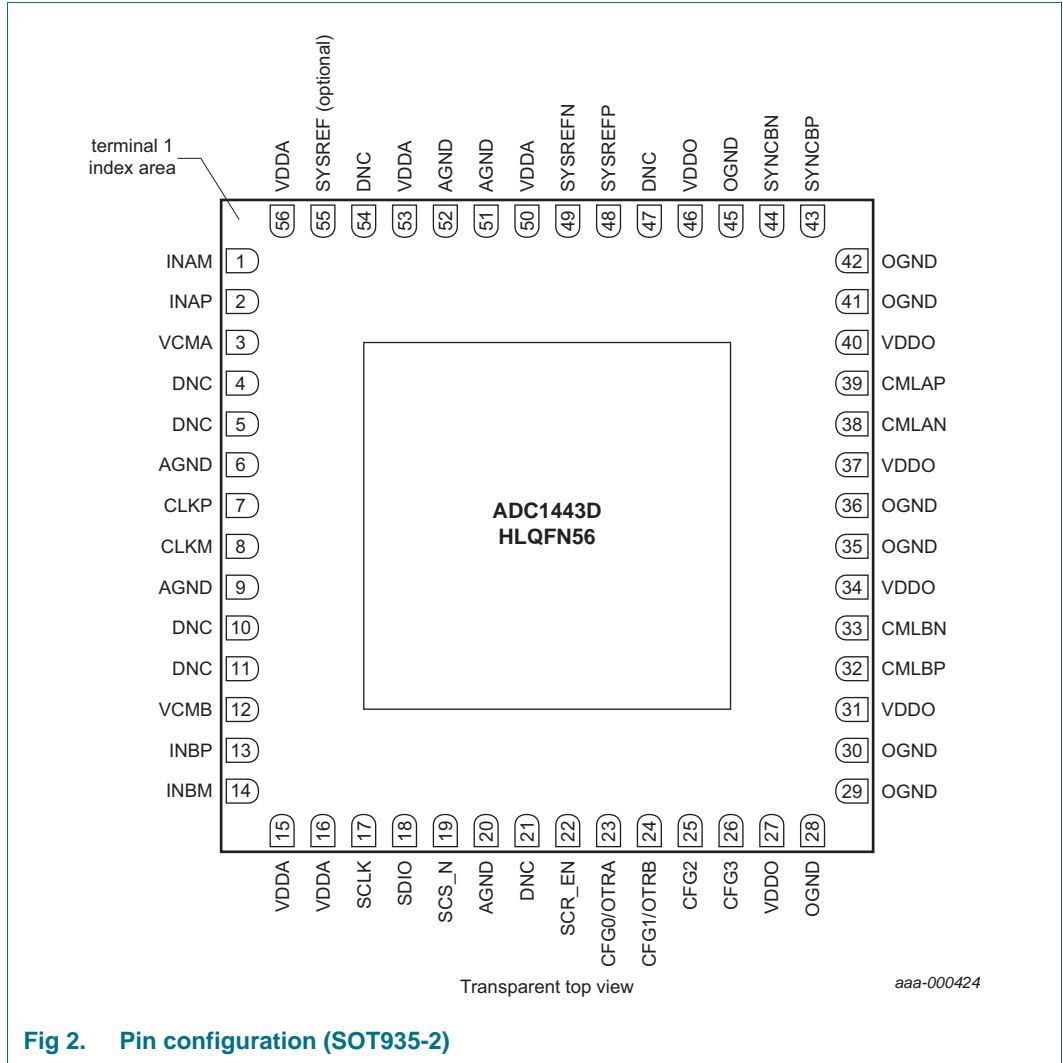 terminal 1
index area
VDDA
SYSREF (optional)
DNC
VDDA
AGND
AGND
VDDA
SYSREFN
SYSREFP
DNC
VDDO
OGND
SYNCBN
SYNCBP
56
55
54
53
52
51
50
49
48
47
46
45
44
43
INAM 1
INAP 2
VCMA 3
DNC 4
DNC 5
AGND 6
CLKP 7
CLKM 8
AGND 9
DNC 10
DNC 11
VCMB 12
INBP 13
INBM 14
ADC1443D
HLQFN56
42 OGND
41 OGND
40 VDDO
39 CMLAP
38 CMLAN
37 VDDO
36 OGND
35 OGND
34 VDDO
33 CMLBN
32 CMLBP
31 VDDO
30 OGND
29 OGND
15
16
17
18
19
20
21
22
23
24
25
26
27
28
VDDA
VDDA
SCLK
SDIO
SCS_N
AGND
DNC
SCR_EN
CFG0/OTRA
CFG1/OTRB
CFG2
CFG3
VDDO
OGND
Transparent top view
aaa-000424
Fig 2. Pin configuration (SOT935-2)